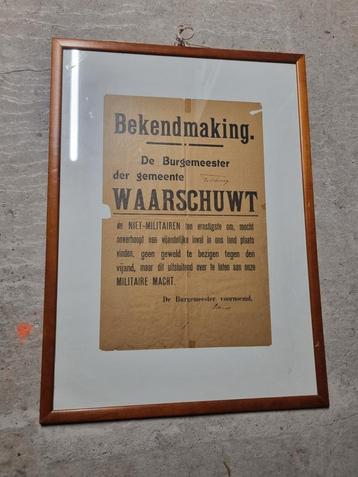 Bekendmaking.
De Burgemeester
der gemeente
WAARSCHUWT
de NIET-MILITAIREN ten ernstigste om, mocht
onverhoopt een vijandelijke inval in ons land plaats
vinden, geen geweld te bezigen tegen den
vijand, maar dit uitsluitend over te laten aan onze
MILITAIRE MACHT.
De Burgemeester voornoemd,